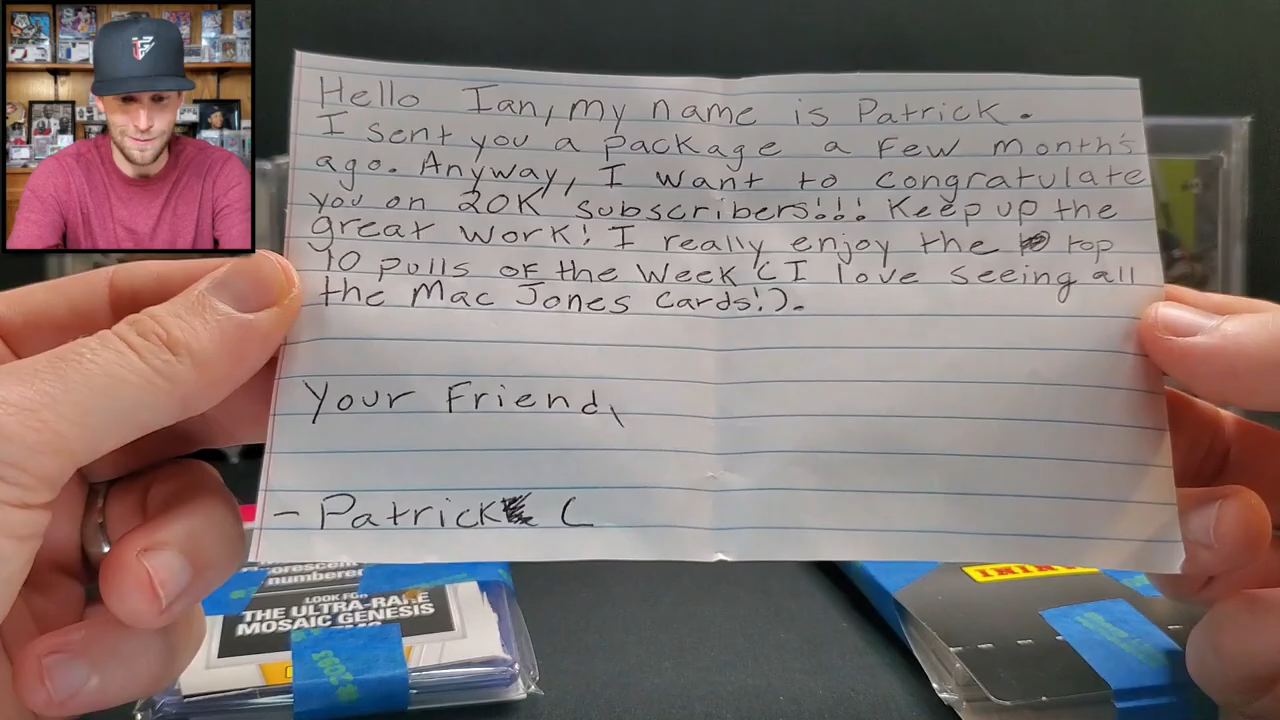 Hello Ian, my name is Patrick.
I sent you a package a few month's
ago. Anyway, I want to congratulate
you on 20K subscribers!!! Keep up the
great work! I really enjoy the top
10 pulls of the week (I love seeing all
the Mac Jones cards!).
Your Friend,
- Patrick C
orescen
numbered
LOOK FOR
THE ULTRA-RARE
MOSAIC GENESIS